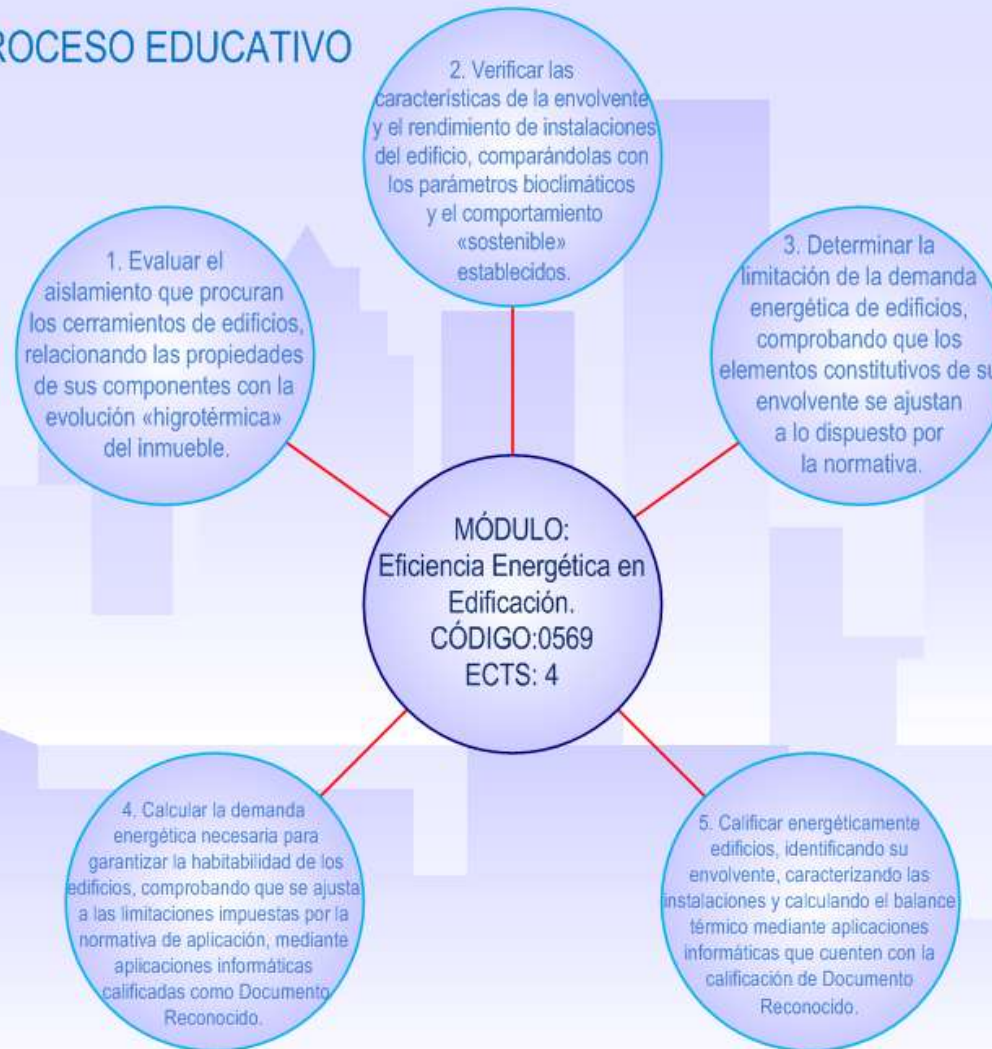 ROCESO EDUCATIVO
1. Evaluar el
aislamiento que procuran
los cerramientos de edificios,
relacionando las propiedades
de sus componentes con la
evolución «higrotérmica»
del inmueble.
2. Verificar las
características de la envolvente
y el rendimiento de instalaciones
del edificio, comparándolas con
los parámetros bioclimáticos
y el comportamiento
«sostenible»
establecidos.
3. Determinar la
limitación de la demanda
energética de edificios,
comprobando que los
elementos constitutivos de su
envolvente se ajustan
a lo dispuesto por
la normativa.
MÓDULO:
Eficiencia Energética en
Edificación.
CÓDIGO:0569
ECTS: 4
4. Calcular la demanda
energética necesaria para
garantizar la habitabilidad de los
edificios, comprobando que se ajusta
a las limitaciones impuestas por la
normativa de aplicación, mediante
aplicaciones informáticas
calificadas como Documento
Reconocido.
5. Calificar energéticamente
edificios, identificando su
envolvente, caracterizando las
instalaciones y calculando el balance
térmico mediante aplicaciones
informáticas que cuenten con la
calificación de Documento
Reconocido.